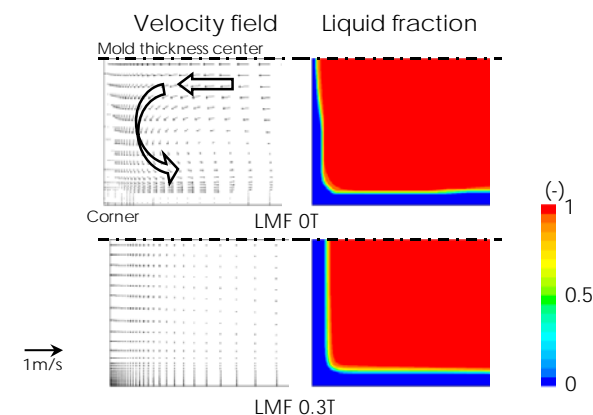 Velocity field Liquid fraction
Mold thickness center
Corner
LMF 0T
(-)
1
0.5
0
1m/s
LMF 0.3T